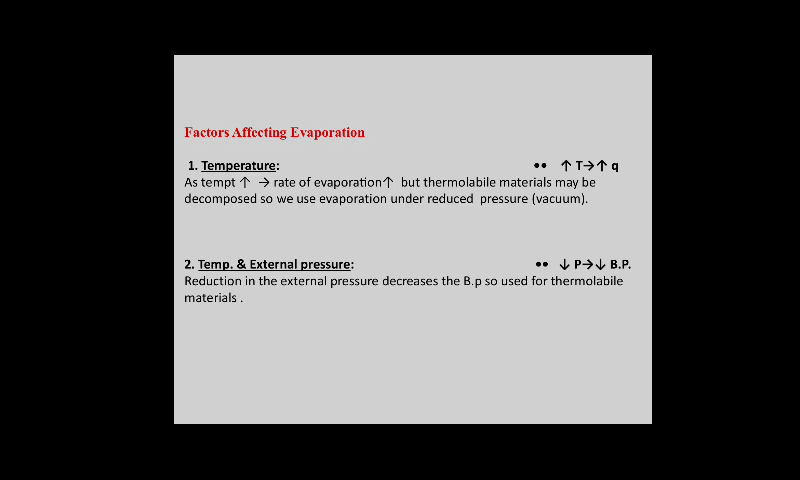 Factors Affecting Evaporation
1. Temperature: •• ↑ T→↑ q
As tempt ↑ → rate of evaporation↑ but thermolabile materials may be
decomposed so we use evaporation under reduced pressure (vacuum).
2. Temp. & External pressure: •• ↓ P→↓ B.P.
Reduction in the external pressure decreases the B.p so used for thermolabile
materials .